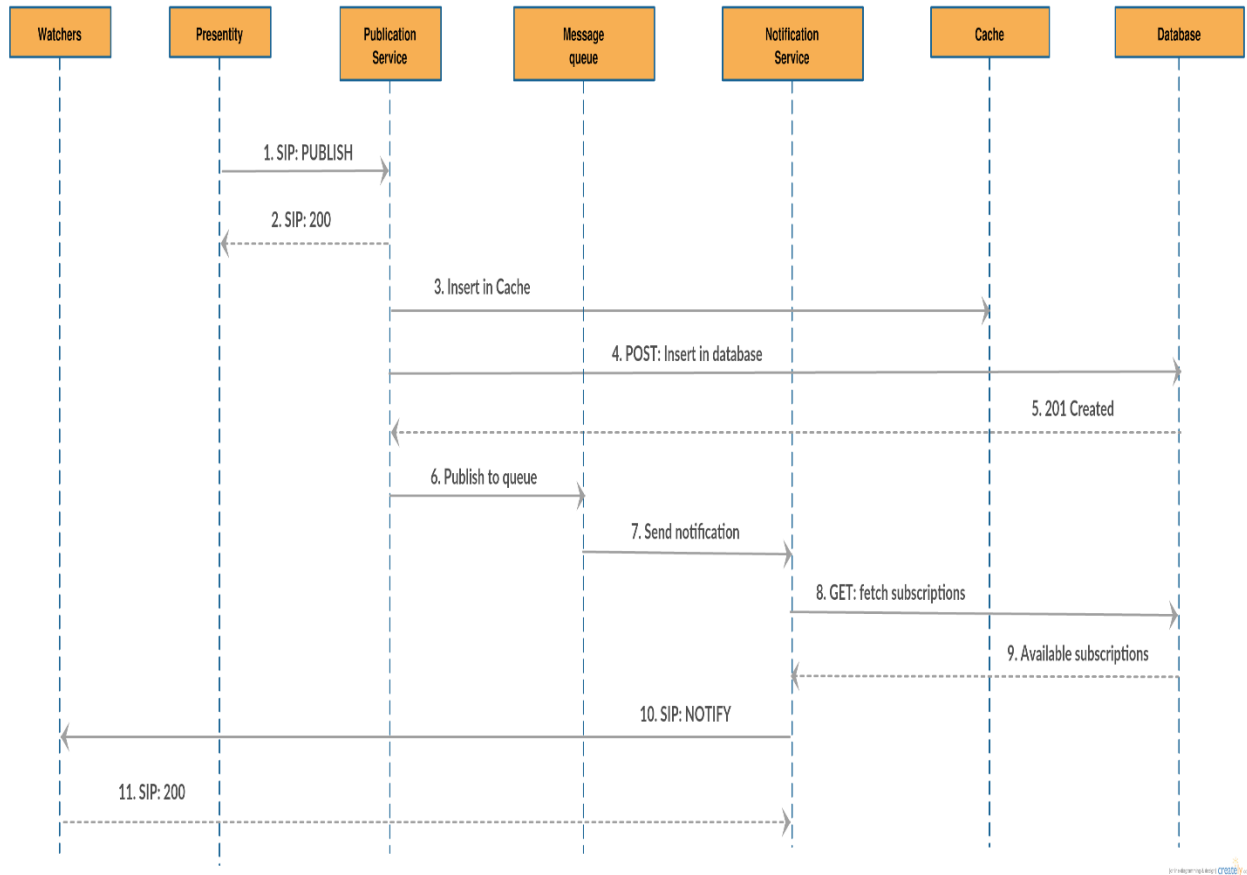 Watchers
Presentity
Publication
Service
Message
queue
Notification
Service
Cache
Database
1. SIP: PUBLISH
2. SIP: 200
3. Insert in Cache
4. POST: Insert in database
5. 201 Created
6. Publish to queue
7. Send notification
8. GET: fetch subscriptions
9. Available subscriptions
10. SIP: NOTIFY
11. SIP: 200
creately